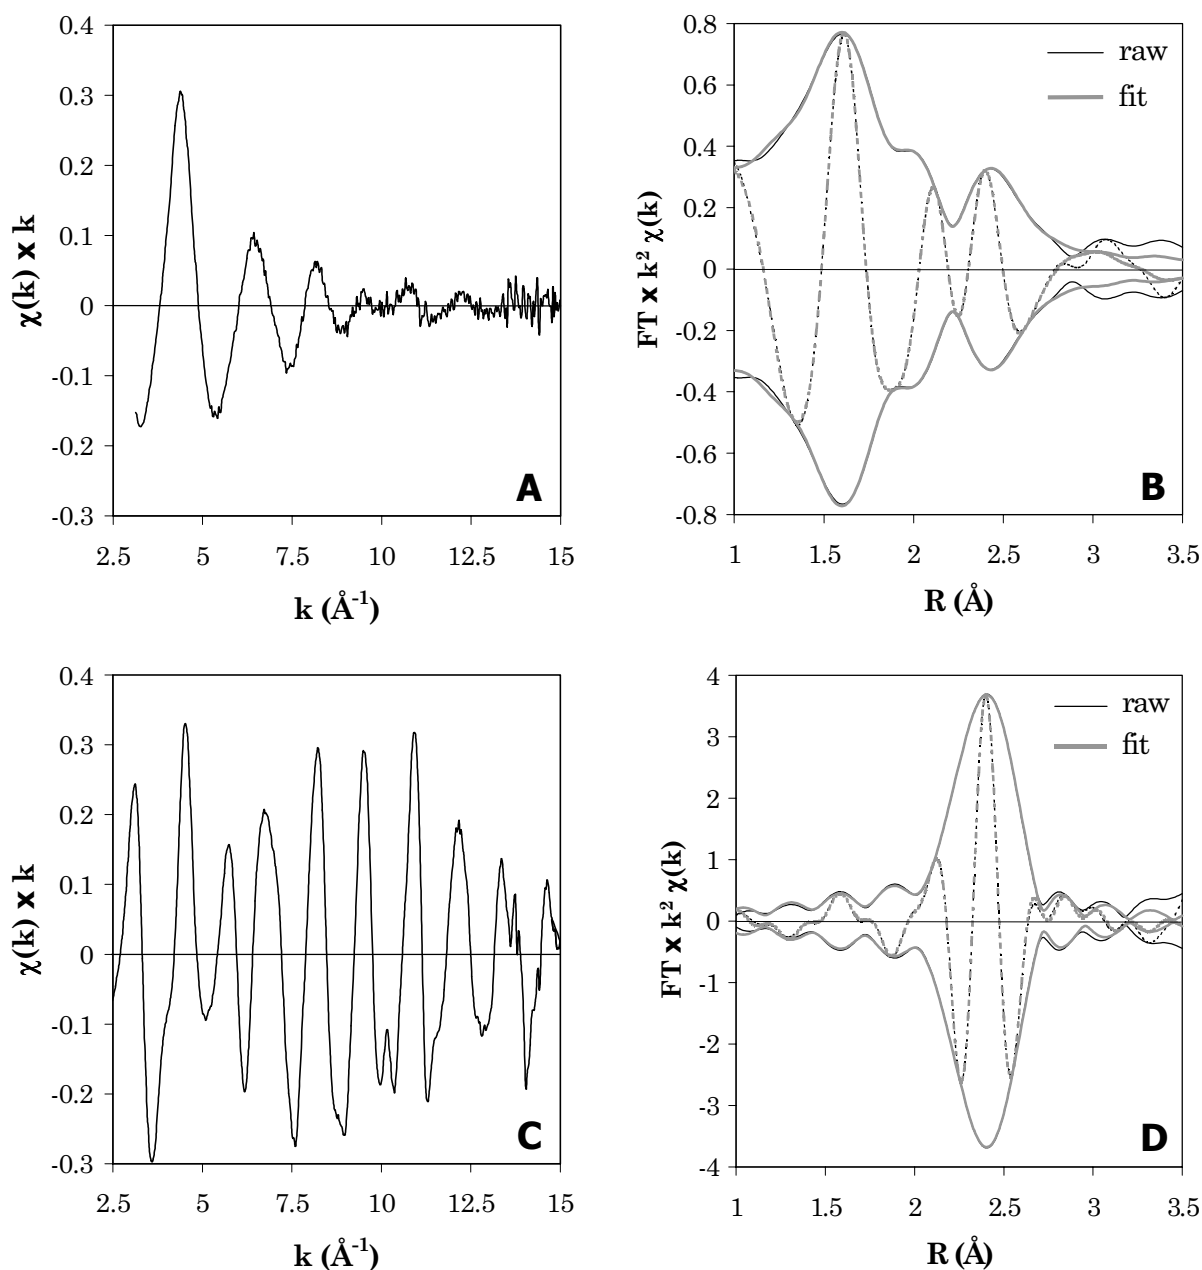 0.4
0.3
0.2
0.1
0
-0.1
-0.2
-0.3
χ(k) x k
2.5 5 7.5 10 12.5 15
k (Å⁻¹)
A
0.8
0.6
0.4
0.2
0
-0.2
-0.4
-0.6
-0.8
FT x k² χ(k)
raw
fit
1 1.5 2 2.5 3 3.5
R (Å)
B
0.4
0.3
0.2
0.1
0
-0.1
-0.2
-0.3
χ(k) x k
2.5 5 7.5 10 12.5 15
k (Å⁻¹)
C
4
3
2
1
0
-1
-2
-3
-4
FT x k² χ(k)
raw
fit
1 1.5 2 2.5 3 3.5
R (Å)
D